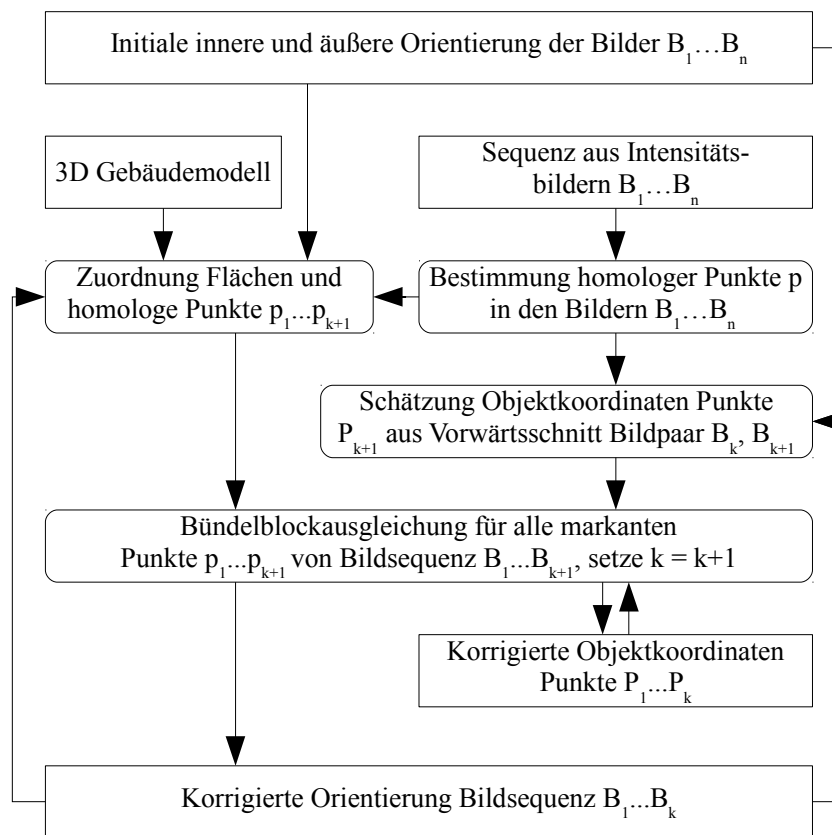 Initiale innere und äußere Orientierung der Bilder B₁…Bₙ
3D Gebäudemodell
Sequenz aus Intensitäts-
bildern B₁…Bₙ
Zuordnung Flächen und
homologe Punkte p₁...pₖ₊₁
Bestimmung homologer Punkte p
in den Bildern B₁…Bₙ
Schätzung Objektkoordinaten Punkte
Pₖ₊₁ aus Vorwärtsschnitt Bildpaar Bₖ, Bₖ₊₁
Bündelblockausgleichung für alle markanten
Punkte p₁...pₖ₊₁ von Bildsequenz B₁...Bₖ₊₁, setze k = k+1
Korrigierte Objektkoordinaten
Punkte P₁...Pₖ
Korrigierte Orientierung Bildsequenz B₁...Bₖ